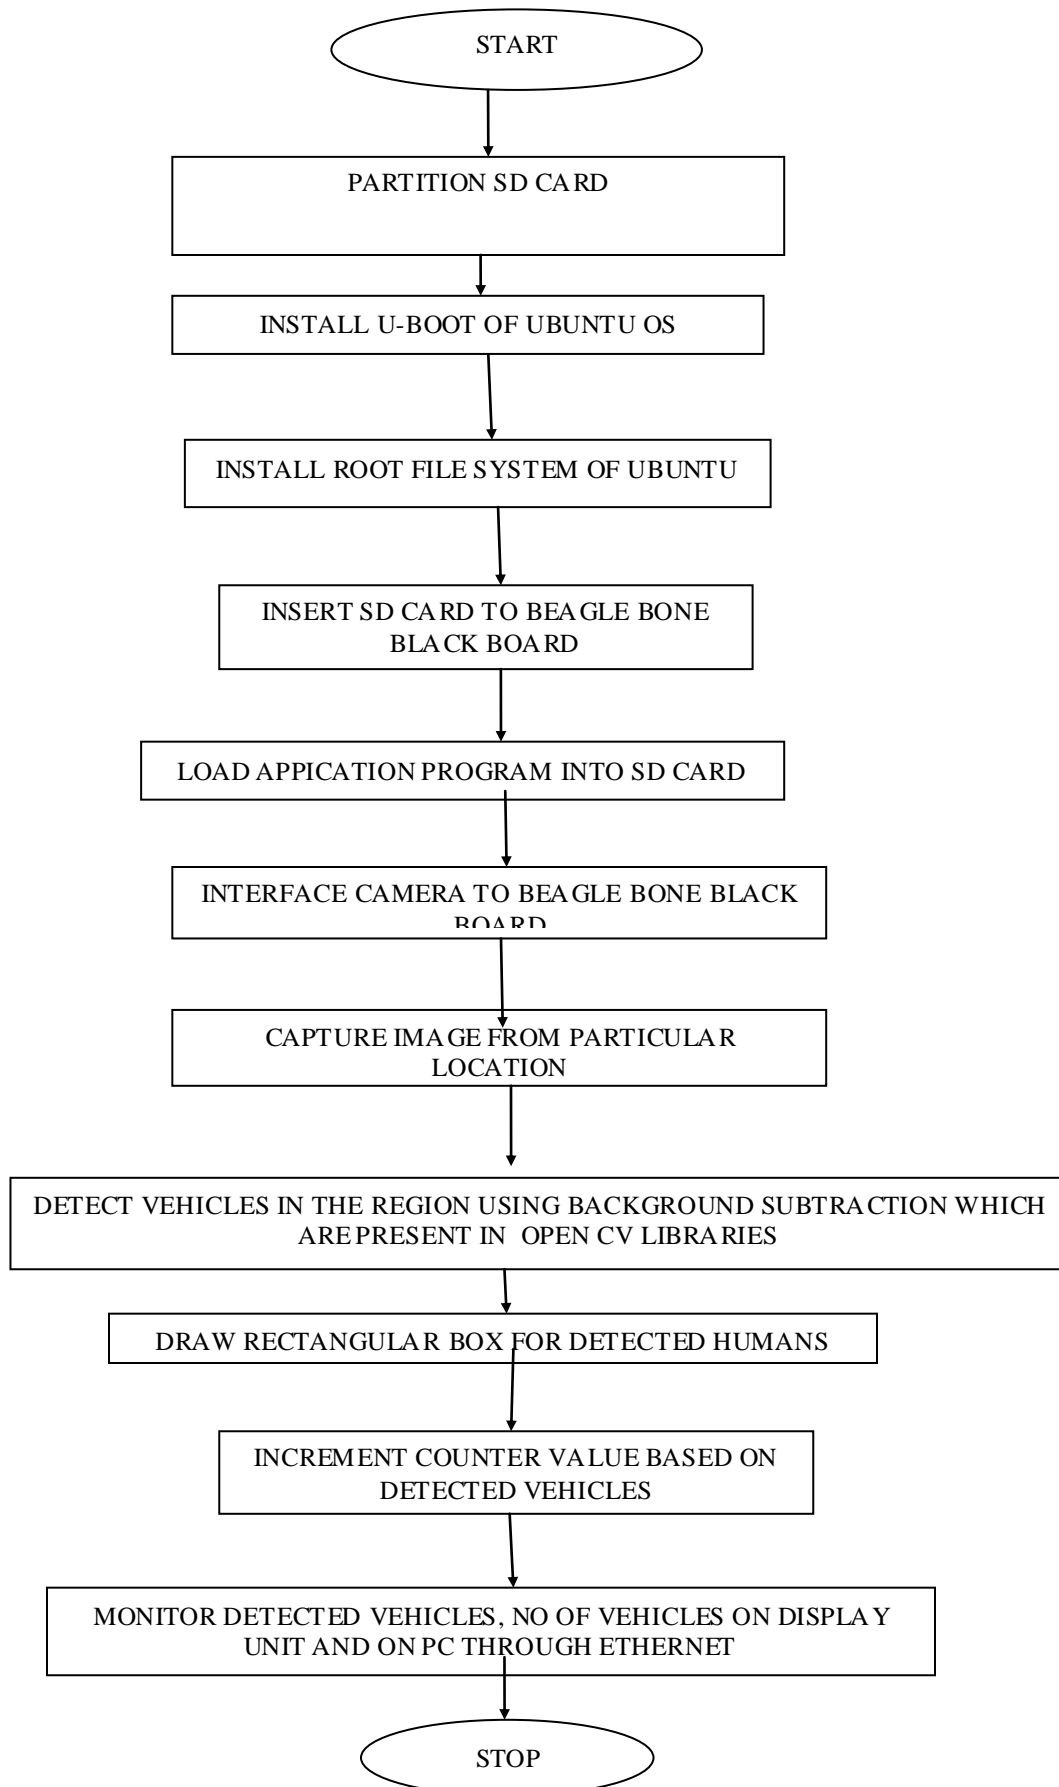 START
PARTITION SD CARD
INSTALL U-BOOT OF UBUNTU OS
INSTALL ROOT FILE SYSTEM OF UBUNTU
INSERT SD CARD TO BEAGLE BONE
BLACK BOARD
LOAD APPICATION PROGRAM INTO SD CARD
INTERFACE CAMERA TO BEAGLE BONE BLACK
BOARD
CAPTURE IMAGE FROM PARTICULAR
LOCATION
DETECT VEHICLES IN THE REGION USING BACKGROUND SUBTRACTION WHICH
ARE PRESENT IN OPEN CV LIBRARIES
DRAW RECTANGULAR BOX FOR DETECTED HUMANS
INCREMENT COUNTER VALUE BASED ON
DETECTED VEHICLES
MONITOR DETECTED VEHICLES, NO OF VEHICLES ON DISPLAY
UNIT AND ON PC THROUGH ETHERNET
STOP